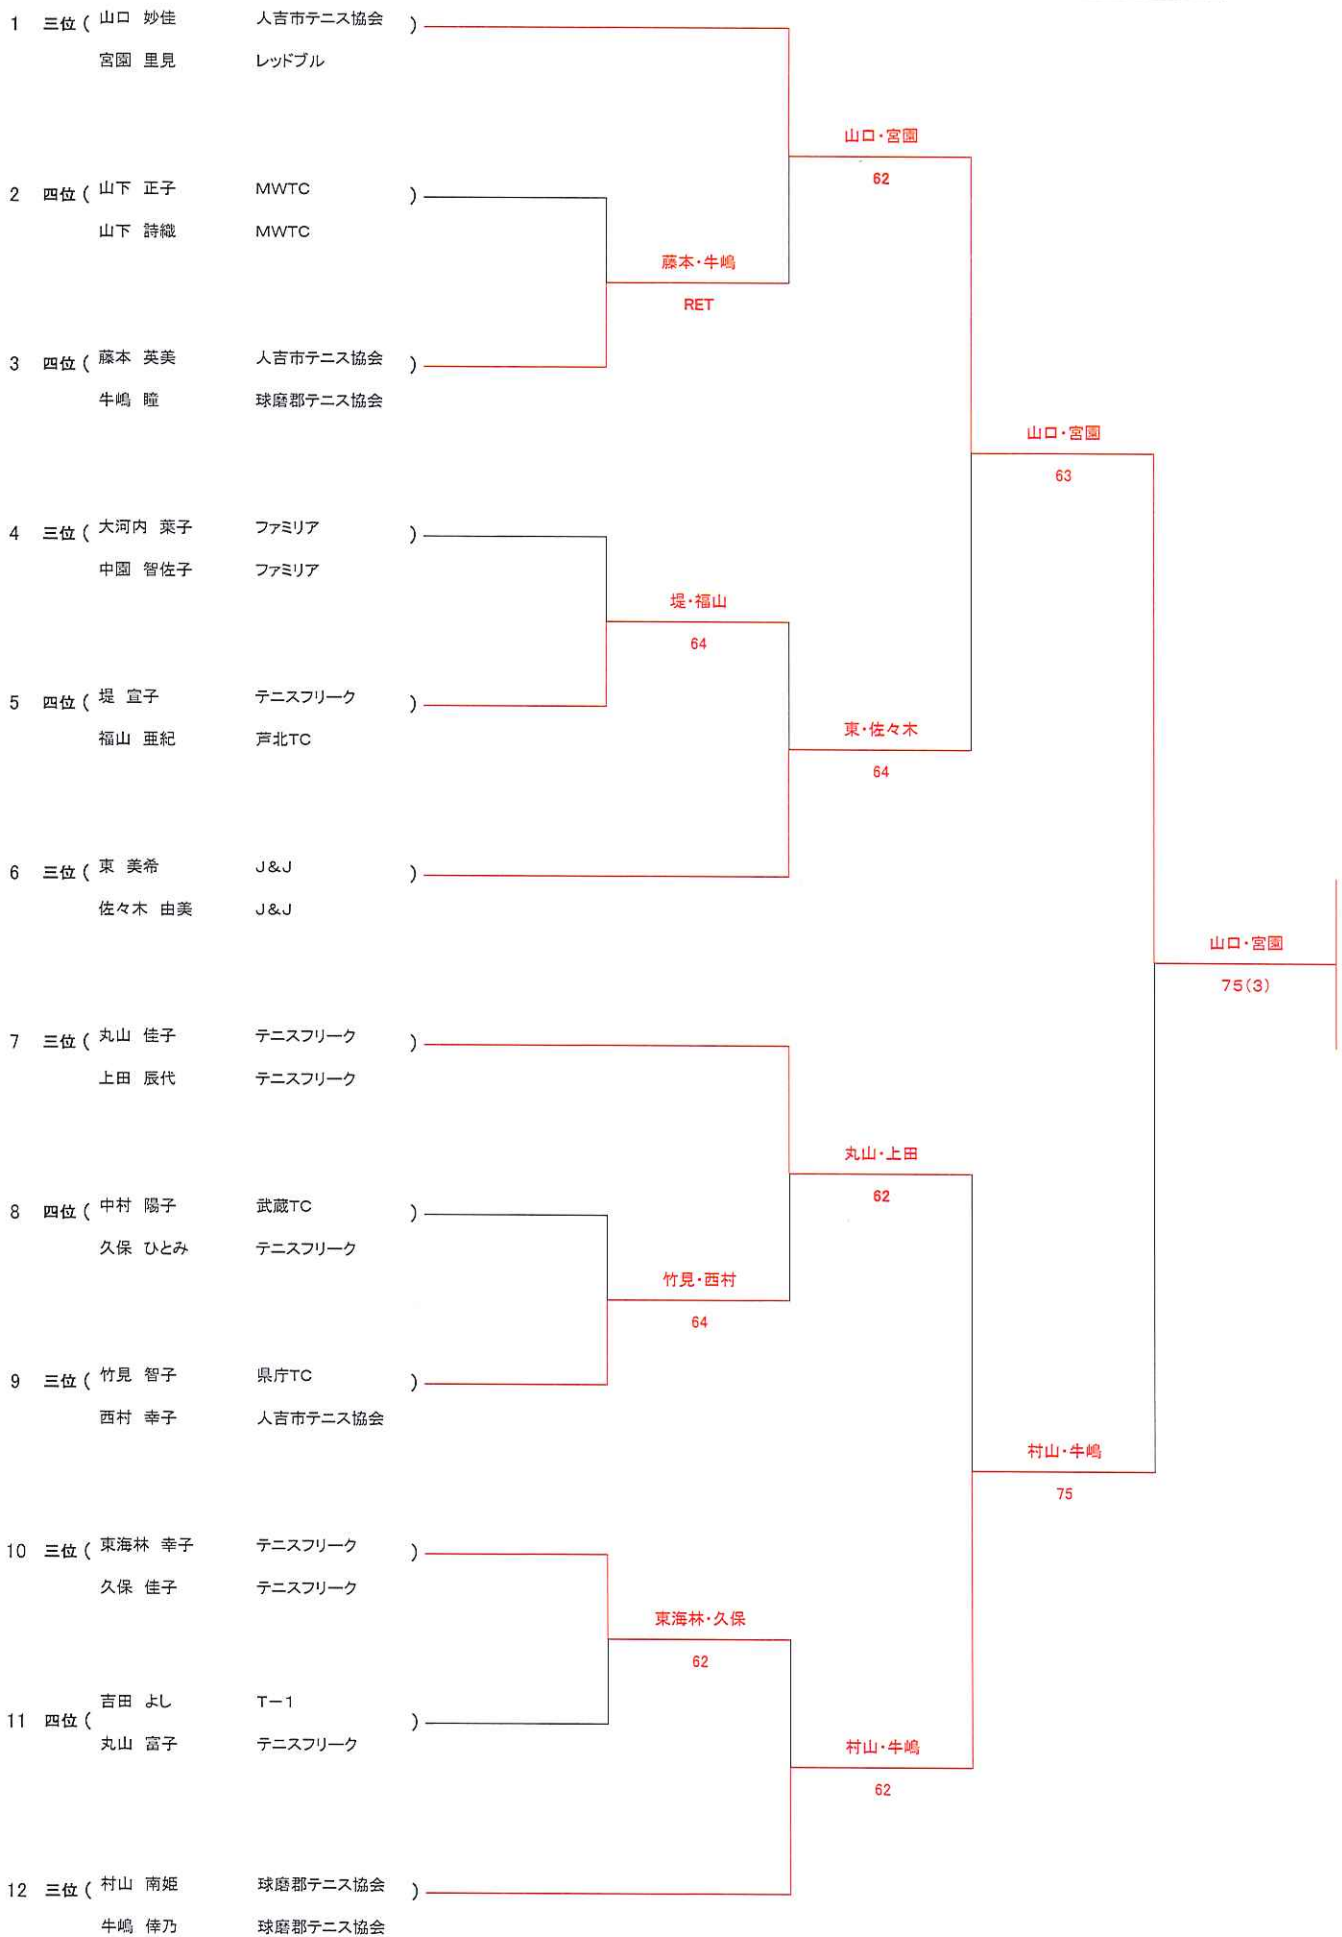 1 三位 ( 山口 妙佳 人吉市テニス協会 )
宮園 里見 レッドブル
山口・宮園
62
2 四位 ( 山下 正子 MWTC )
山下 詩織 MWTC
藤本・牛嶋
RET
3 四位 ( 藤本 英美 人吉市テニス協会 )
牛嶋 瞳 球磨郡テニス協会
山口・宮園
63
4 三位 ( 大河内 菜子 ファミリア )
中園 智佐子 ファミリア
堤・福山
64
5 四位 ( 堤 宣子 テニスフリーク )
福山 亜紀 芦北TC
東・佐々木
64
6 三位 ( 東 美希 J&J )
佐々木 由美 J&J
山口・宮園
75(3)
7 三位 ( 丸山 佳子 テニスフリーク )
上田 辰代 テニスフリーク
丸山・上田
62
8 四位 ( 中村 陽子 武蔵TC )
久保 ひとみ テニスフリーク
竹見・西村
64
9 三位 ( 竹見 智子 県庁TC )
西村 幸子 人吉市テニス協会
村山・牛嶋
75
10 三位 ( 東海林 幸子 テニスフリーク )
久保 佳子 テニスフリーク
東海林・久保
62
11 四位 ( 吉田 よし T－1 )
丸山 富子 テニスフリーク
村山・牛嶋
62
12 三位 ( 村山 南姫 球磨郡テニス協会 )
牛嶋 倖乃 球磨郡テニス協会